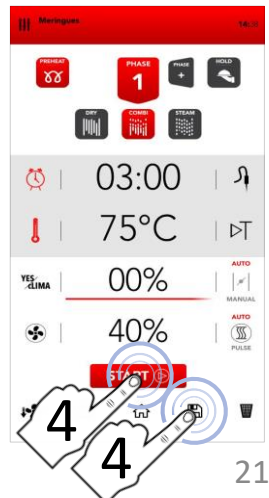 Meringues 14:31
PREHEAT
PHASE
1
PHASE
+
HOLD
DRY
COMBI
STEAM
03:00
75°C
▷T
YES/
CLIMA
00%
AUTO
MANUAL
40%
AUTO
PULSE
START
4
4
21